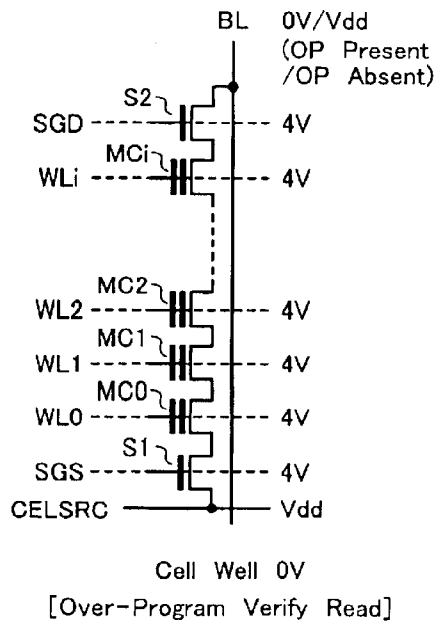 BL 0V/Vdd
(OP Present
/OP Absent)
S2
SGD 4V
MCi
WLi 4V
MC2
WL2 4V
MC1
WL1 4V
MC0
WL0 4V
S1
SGS 4V
CELSRC Vdd
Cell Well 0V
[Over-Program Verify Read]